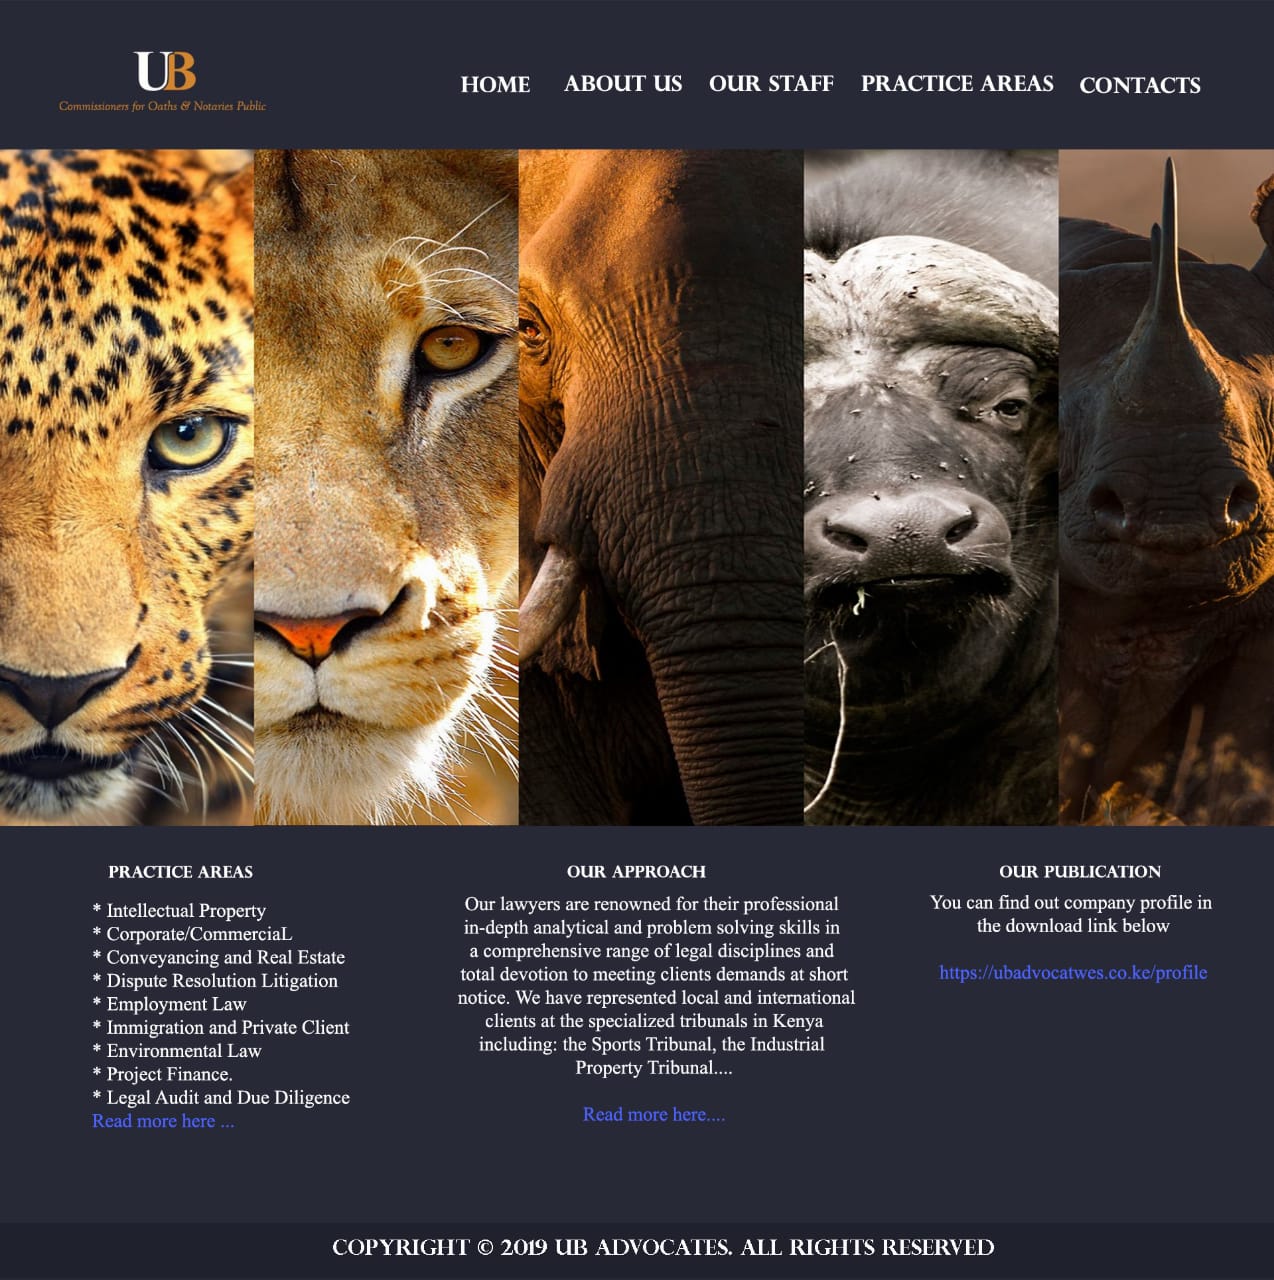 UB
Commissioners for Oaths & Notaries Public
HOME ABOUT US OUR STAFF PRACTICE AREAS CONTACTS
PRACTICE AREAS
* Intellectual Property
* Corporate/CommerciaL
* Conveyancing and Real Estate
* Dispute Resolution Litigation
* Employment Law
* Immigration and Private Client
* Environmental Law
* Project Finance.
* Legal Audit and Due Diligence
Read more here ...
OUR APPROACH
Our lawyers are renowned for their professional
in-depth analytical and problem solving skills in
a comprehensive range of legal disciplines and
total devotion to meeting clients demands at short
notice. We have represented local and international
clients at the specialized tribunals in Kenya
including: the Sports Tribunal, the Industrial
Property Tribunal....
Read more here....
OUR PUBLICATION
You can find out company profile in
the download link below
https://ubadvocatwes.co.ke/profile
COPYRIGHT © 2019 UB ADVOCATES. ALL RIGHTS RESERVED